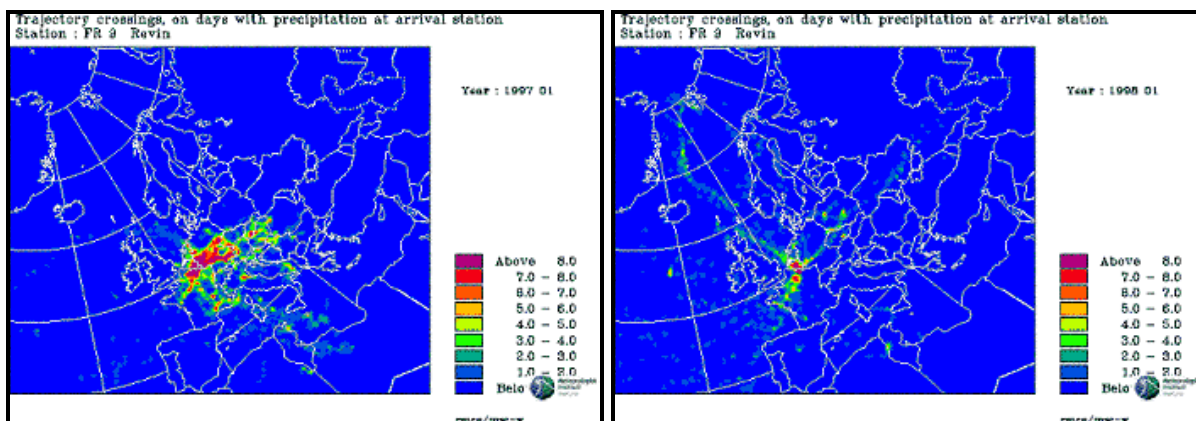 Trajectory crossings, on days with precipitation at arrival station
Station : FR 9 Revin
Year : 1997 01
Above 8.0
7.0 – 8.0
6.0 – 7.0
5.0 – 6.0
4.0 – 5.0
3.0 – 4.0
2.0 – 3.0
1.0 – 2.0
Belo
Trajectory crossings, on days with precipitation at arrival station
Station : FR 9 Revin
Year : 1998 01
Above 8.0
7.0 – 8.0
6.0 – 7.0
5.0 – 6.0
4.0 – 5.0
3.0 – 4.0
2.0 – 3.0
1.0 – 2.0
Belo